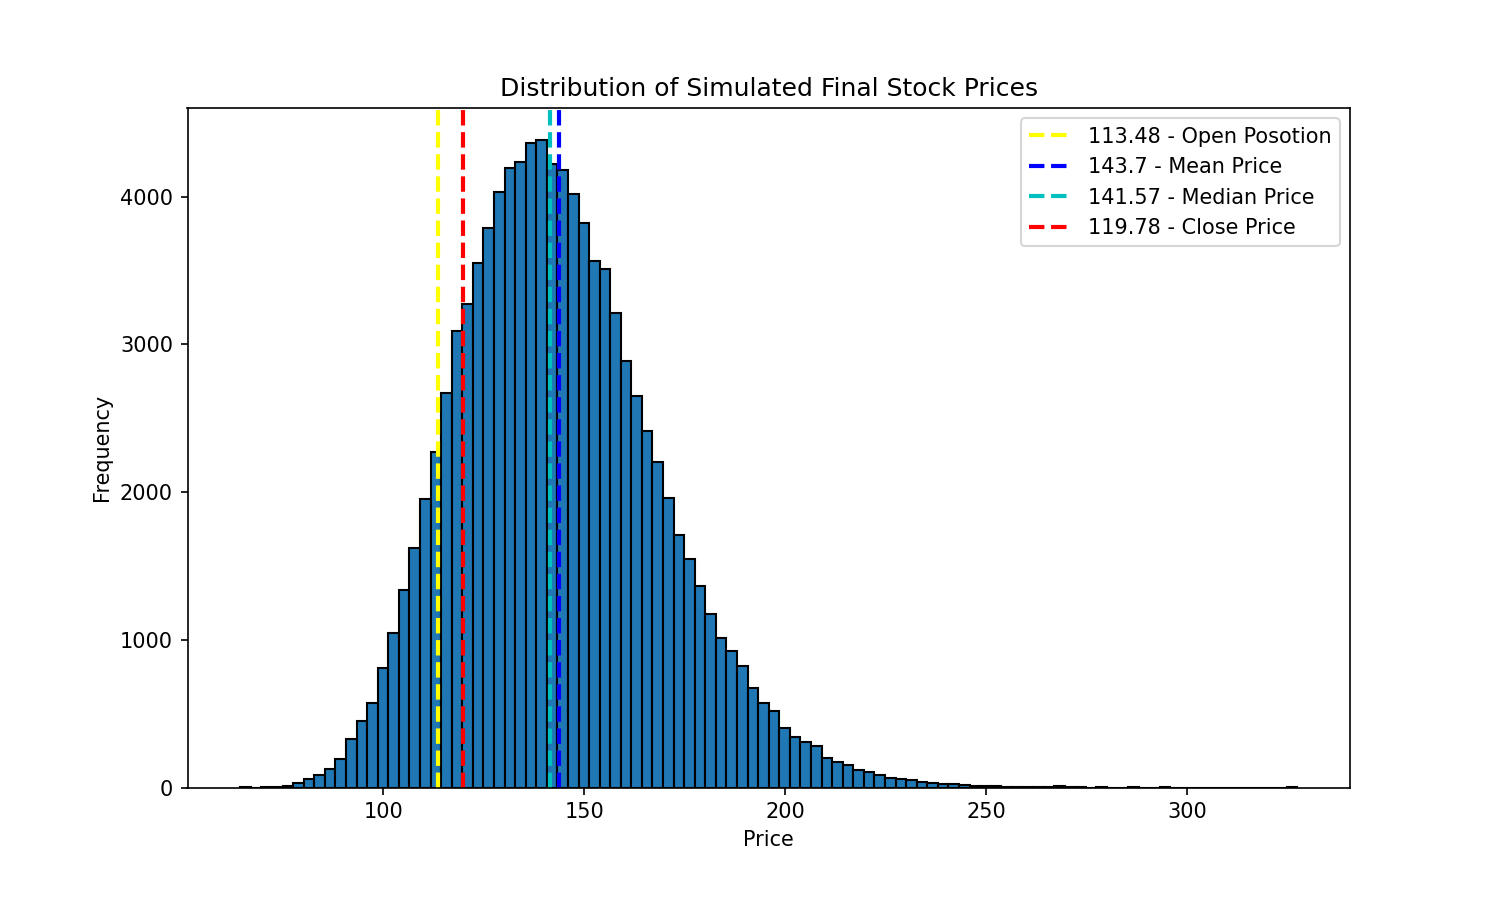 Distribution of Simulated Final Stock Prices
113.48 - Open Posotion
143.7 - Mean Price
141.57 - Median Price
119.78 - Close Price
Frequency
4000
3000
2000
1000
0
100 150 200 250 300
Price